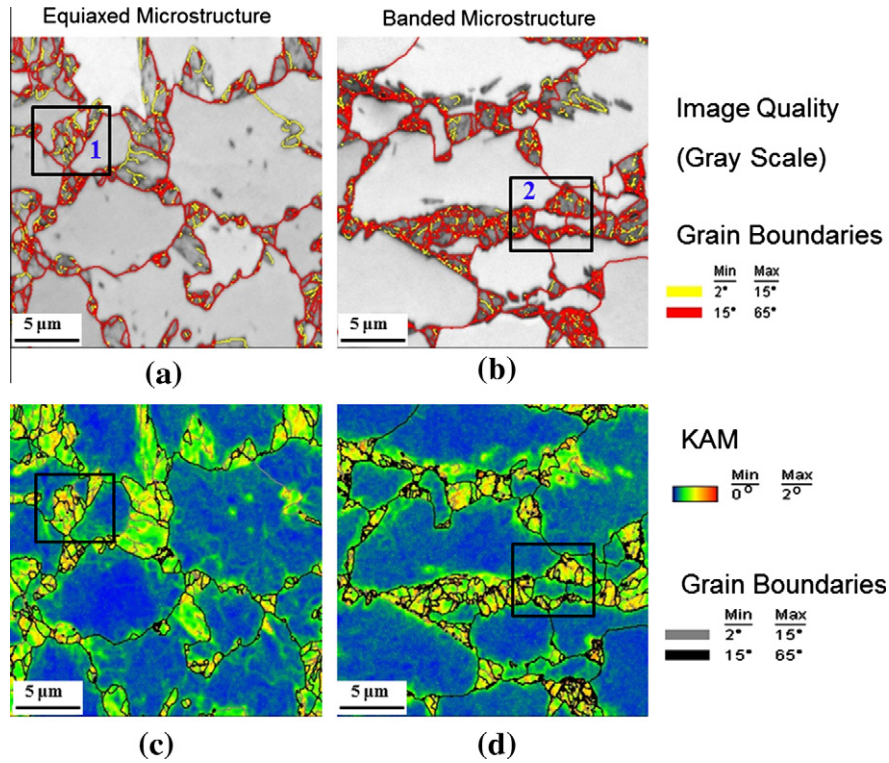 Equiaxed Microstructure
Banded Microstructure
1
2
5 µm
5 µm
(a)
(b)
Image Quality
(Gray Scale)
Grain Boundaries
Min Max
2° 15°
15° 65°
5 µm
5 µm
(c)
(d)
KAM
Min Max
0° 2°
Grain Boundaries
Min Max
2° 15°
15° 65°